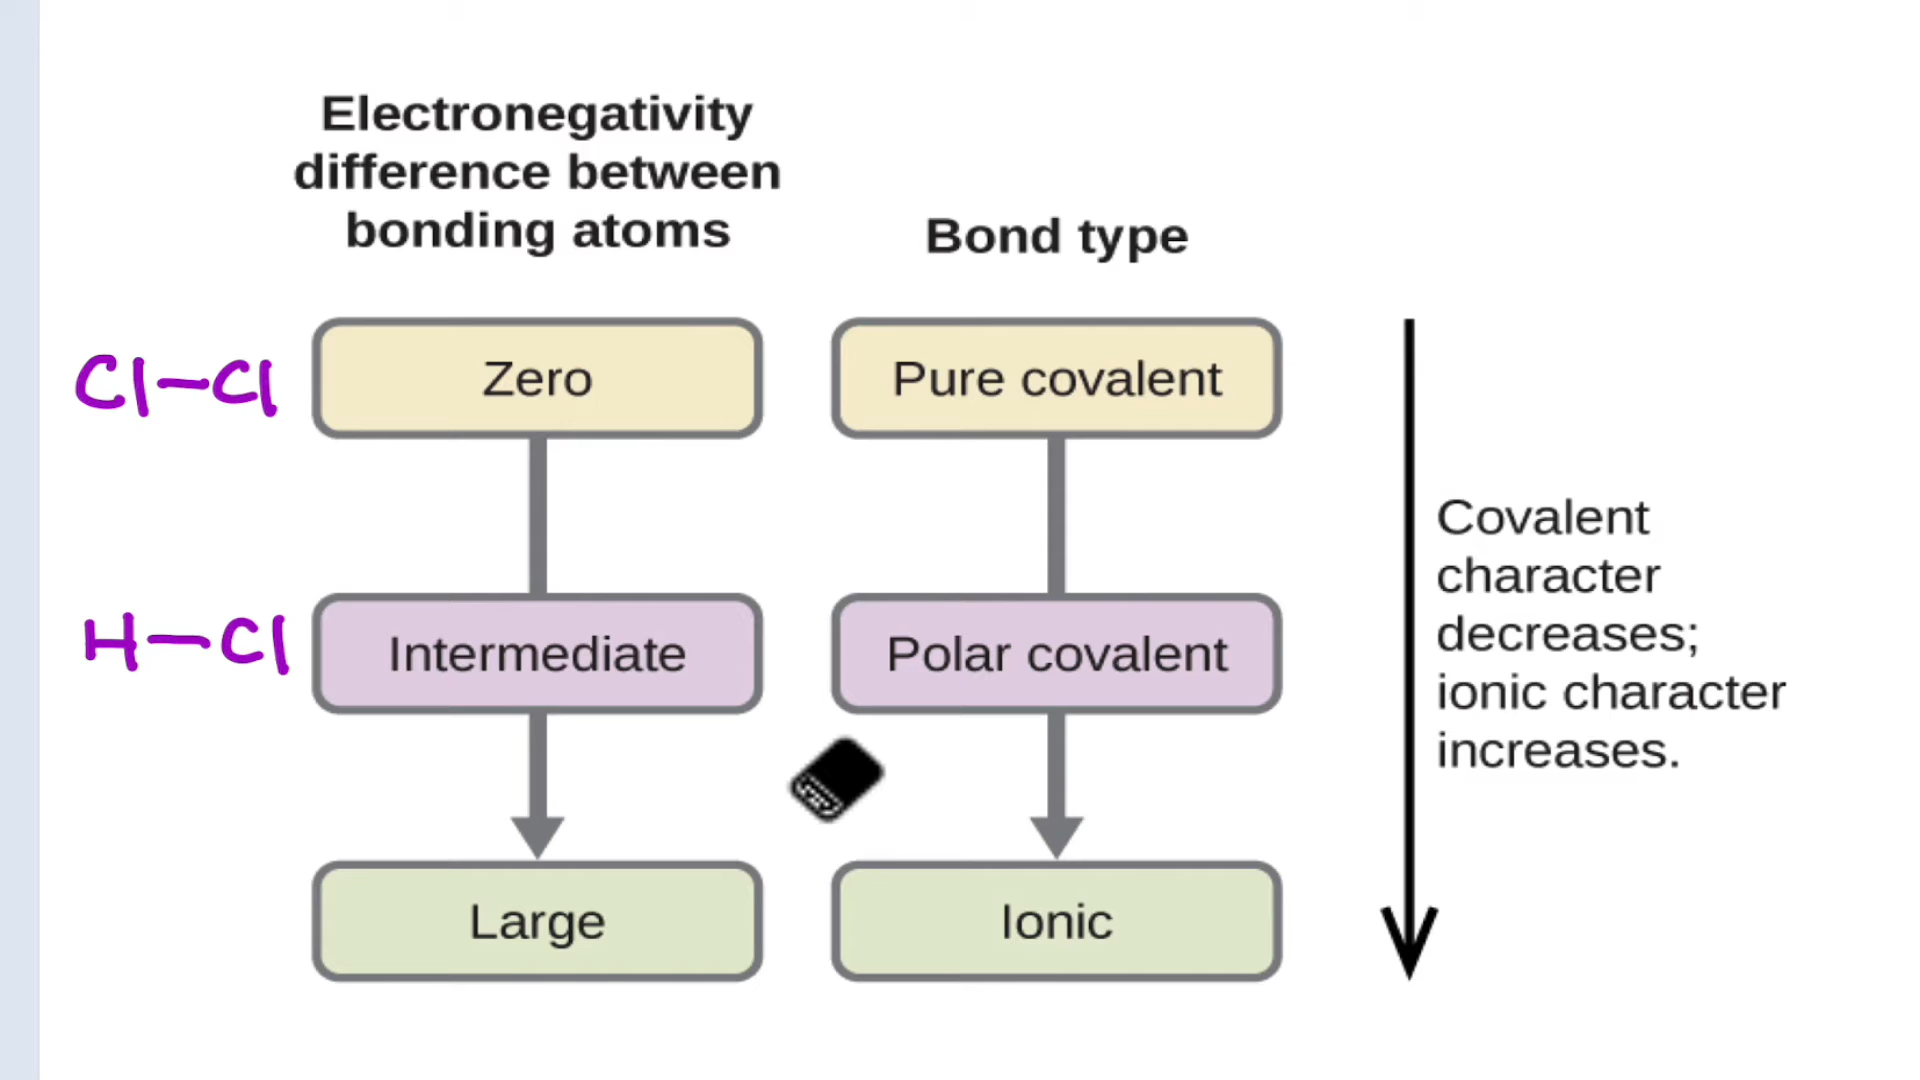 Electronegativity
difference between
bonding atoms
Bond type
Cl-Cl
Zero
Pure covalent
H-Cl
Intermediate
Polar covalent
Large
Ionic
Covalent
character
decreases;
ionic character
increases.